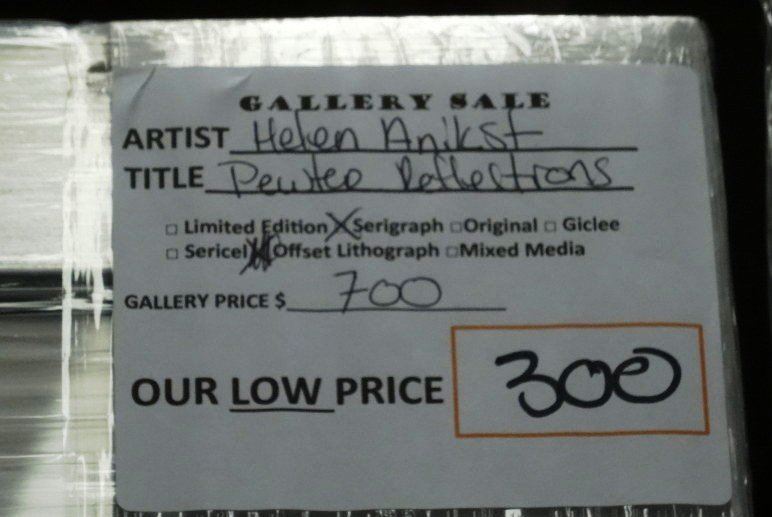 GALLERY SALE
ARTIST Helen Anikst
TITLE Pewter Reflections
□ Limited Edition X Serigraph □ Original □ Giclee
□ Sericel Offset Lithograph □ Mixed Media
GALLERY PRICE $ 700
OUR LOW PRICE 300